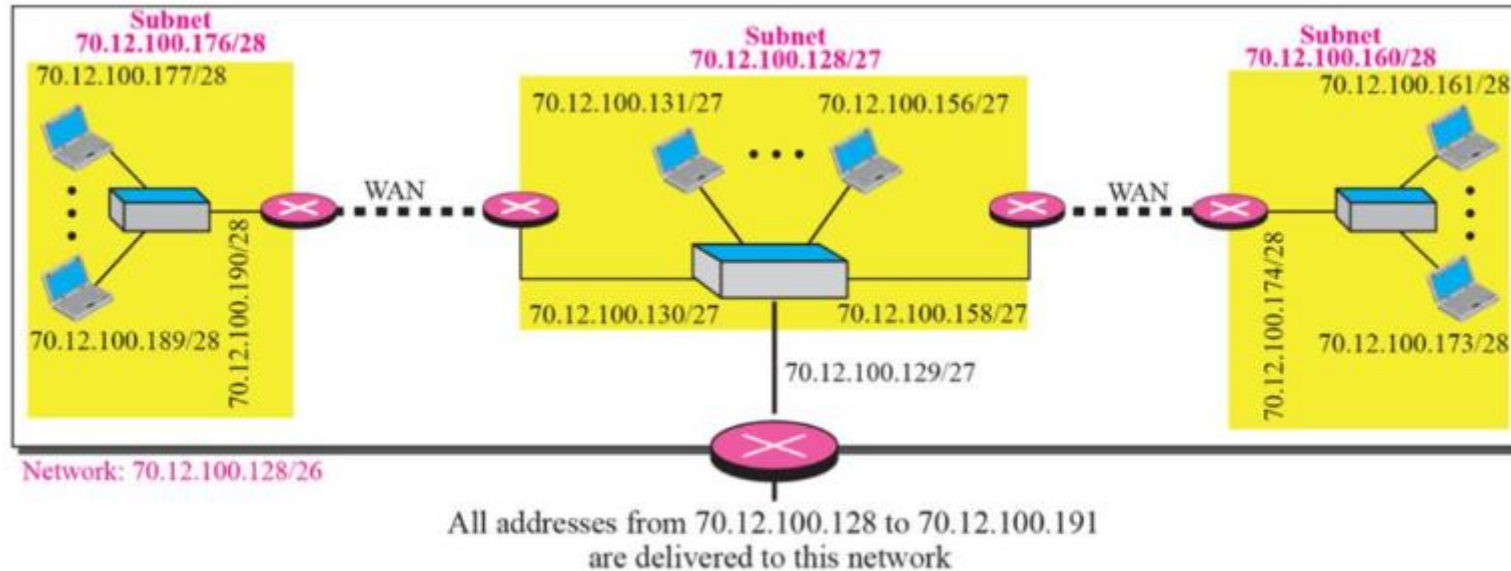 Subnet
70.12.100.176/28
70.12.100.177/28
70.12.100.189/28
70.12.100.190/28
WAN
Subnet
70.12.100.128/27
70.12.100.131/27
70.12.100.156/27
70.12.100.130/27
70.12.100.158/27
70.12.100.129/27
WAN
Subnet
70.12.100.160/28
70.12.100.161/28
70.12.100.174/28
70.12.100.173/28
Network: 70.12.100.128/26
All addresses from 70.12.100.128 to 70.12.100.191
are delivered to this network